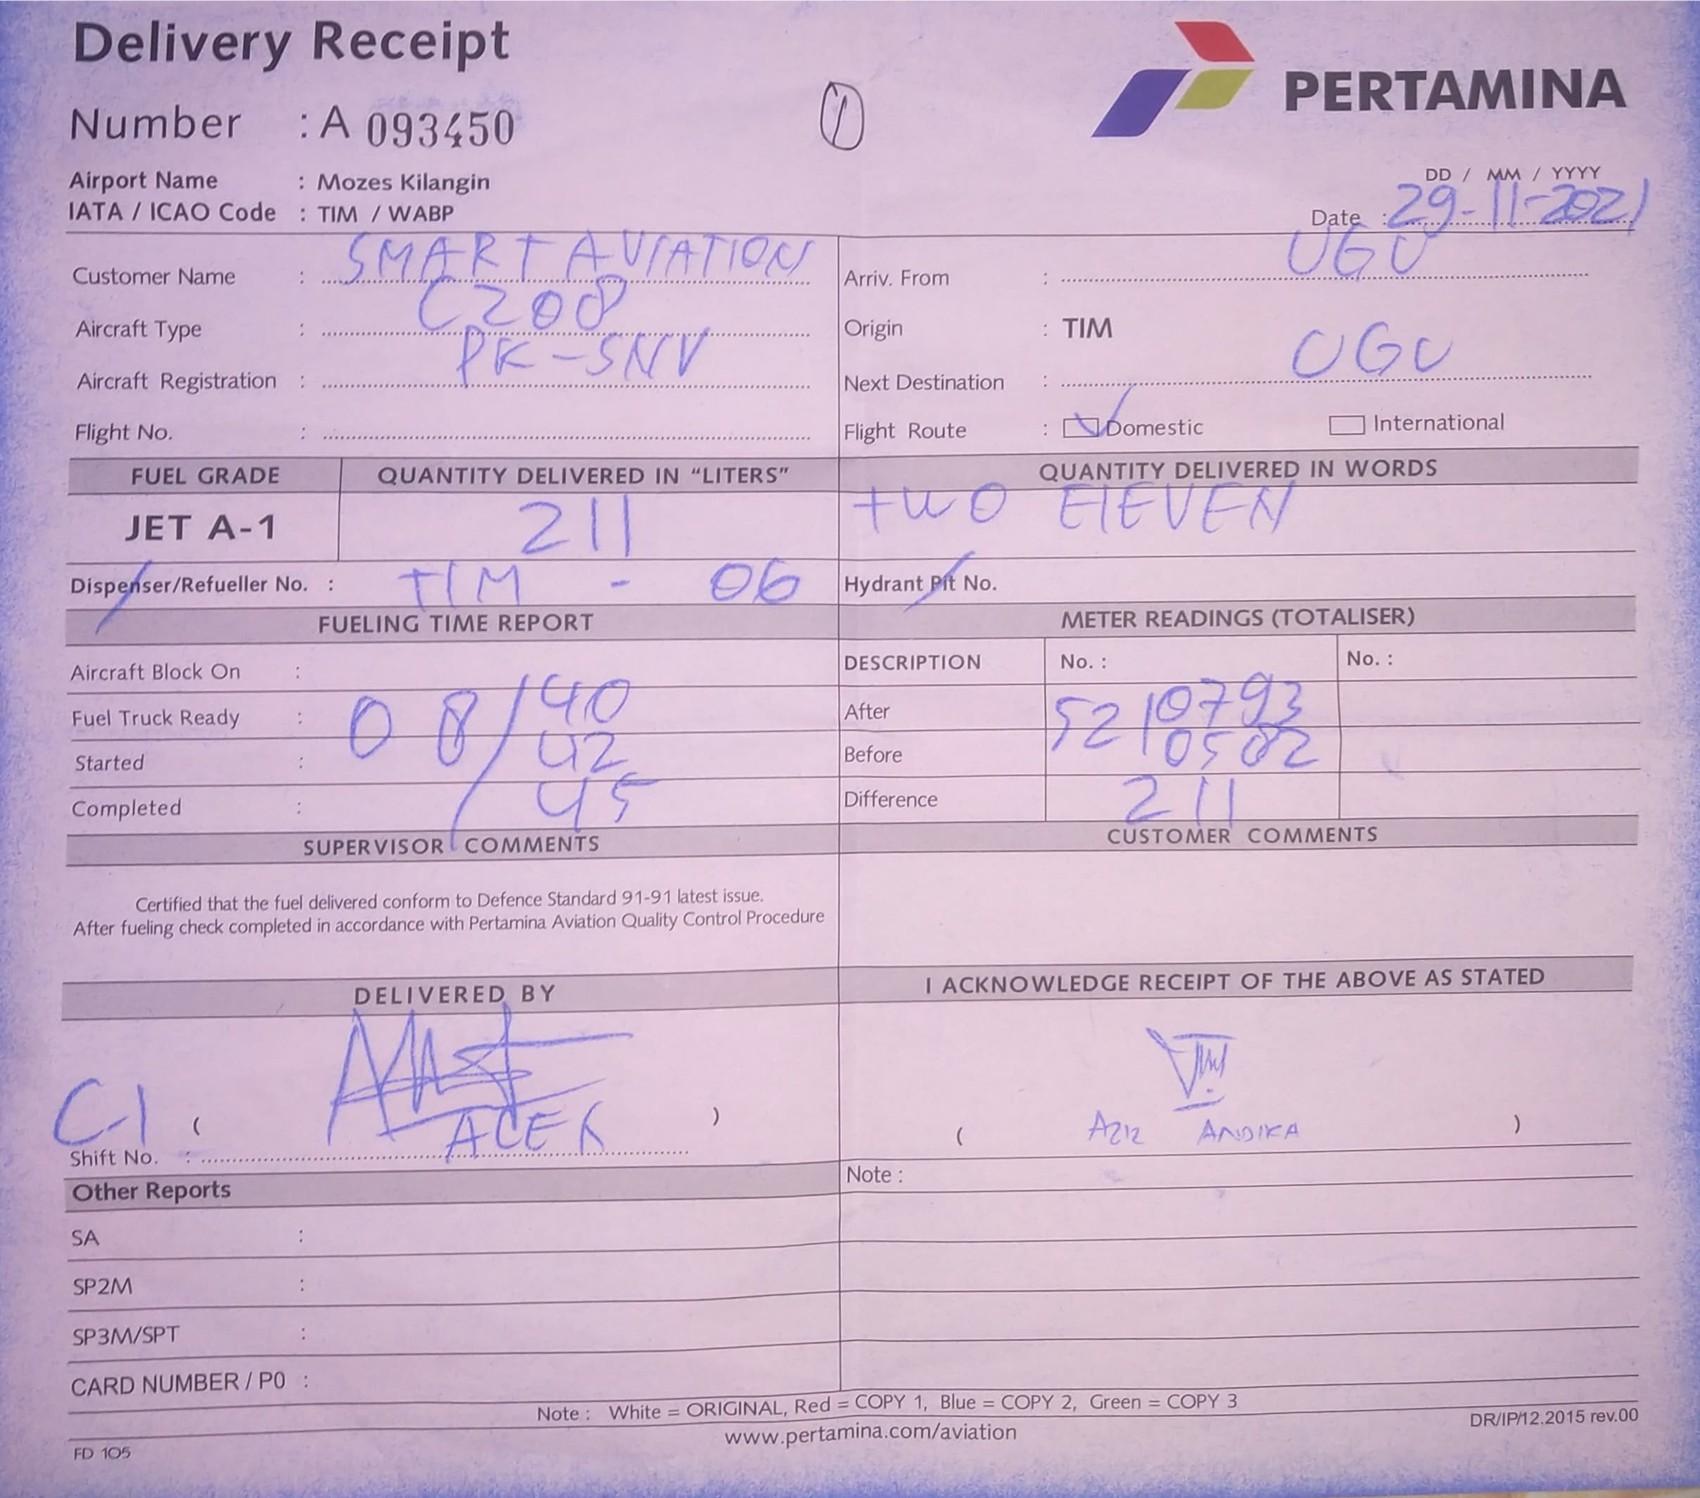 Delivery Receipt
PERTAMINA
Number : A 093450
1
Airport Name : Mozes Kilangin
IATA / ICAO Code : TIM / WABP
DD / MM / YYYY
Date : 29-11-2021
Customer Name : SMART AVIATION
Arriv. From : UGU
Aircraft Type : C208
Origin : TIM
Aircraft Registration : PK-SNV
Next Destination : UGU
Flight No. :
Flight Route : Domestic International
FUEL GRADE QUANTITY DELIVERED IN “LITERS” QUANTITY DELIVERED IN WORDS
JET A-1 211 two ElEVEN
Dispenser/Refueller No. : TIM - 06 Hydrant Pit No.
FUELING TIME REPORT METER READINGS (TOTALISER)
Aircraft Block On :
DESCRIPTION No. : No. :
Fuel Truck Ready : 08/40
After 5210793
Started : 42
Before 0582
Completed : 45
Difference 211
SUPERVISOR COMMENTS CUSTOMER COMMENTS
Certified that the fuel delivered conform to Defence Standard 91-91 latest issue.
After fueling check completed in accordance with Pertamina Aviation Quality Control Procedure
DELIVERED BY I ACKNOWLEDGE RECEIPT OF THE ABOVE AS STATED
C-1 ( )
( AZIZ ANDIKA )
Shift No. :
Other Reports
Note :
SA :
SP2M :
SP3M/SPT :
CARD NUMBER / P0 :
Note : White = ORIGINAL, Red = COPY 1, Blue = COPY 2, Green = COPY 3
www.pertamina.com/aviation
DR/IP/12.2015 rev.00
FD 105